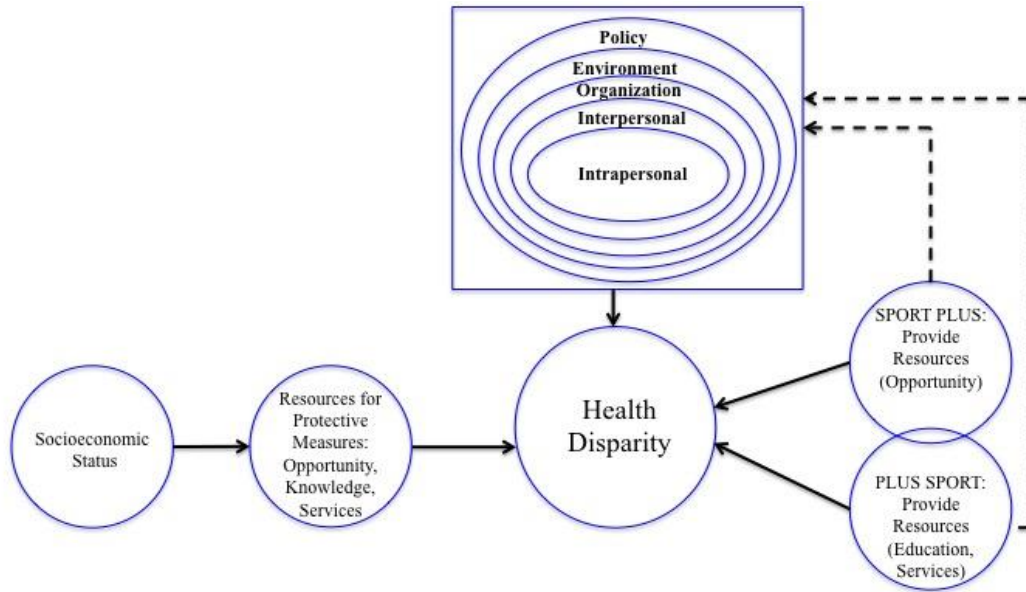 Policy
Environment
Organization
Interpersonal
Intrapersonal
SPORT PLUS:
Provide
Resources
(Opportunity)
Socioeconomic
Status
Resources for
Protective
Measures:
Opportunity,
Knowledge,
Services
Health
Disparity
PLUS SPORT:
Provide
Resources
(Education,
Services)